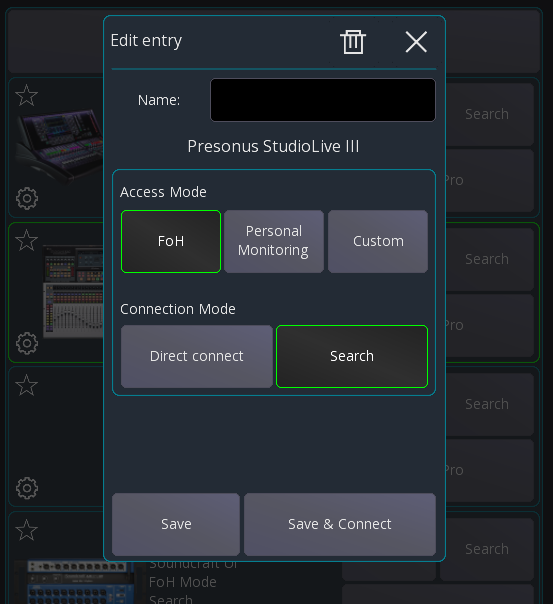 Edit entry
Name:
Presonus StudioLive III
Access Mode
FoH
Personal
Monitoring
Custom
Connection Mode
Direct connect
Search
Save
Save & Connect
Search
Pro
Search
Pro
Search
Pro
Search
Soundcraft Ui
FoH Mode
Search